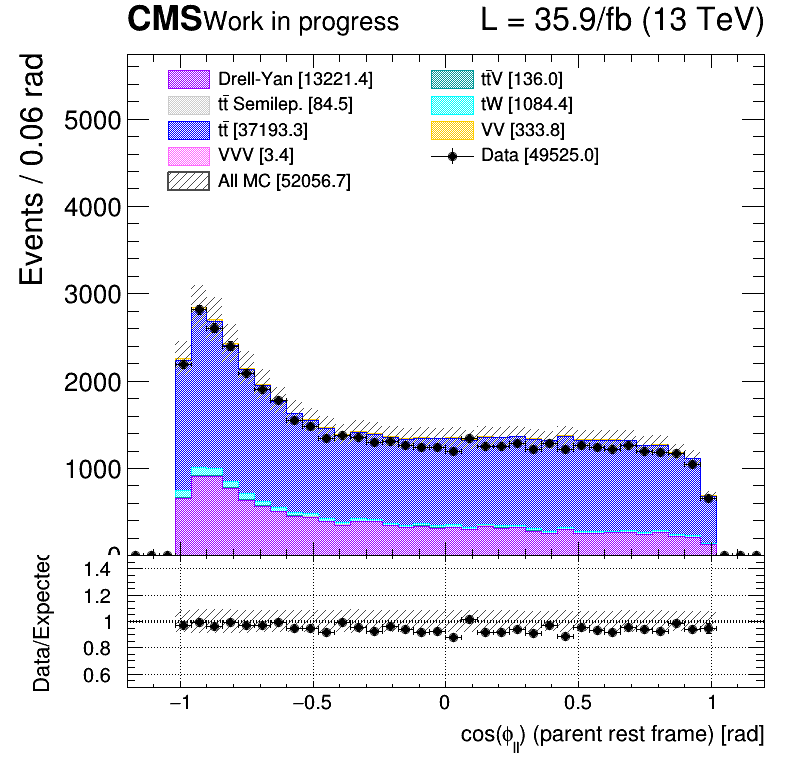 CMS Work in progress L = 35.9/fb (13 TeV)
Events / 0.06 rad
Drell-Yan [13221.4] tt̄V [136.0]
tt̄ Semilep. [84.5] tW [1084.4]
tt̄ [37193.3] VV [333.8]
VVV [3.4] Data [49525.0]
All MC [52056.7]
5000
4000
3000
2000
1000
0
Data/Expected
1.4
1.2
1
0.8
0.6
−1 −0.5 0 0.5 1
cos(ϕ_ll) (parent rest frame) [rad]